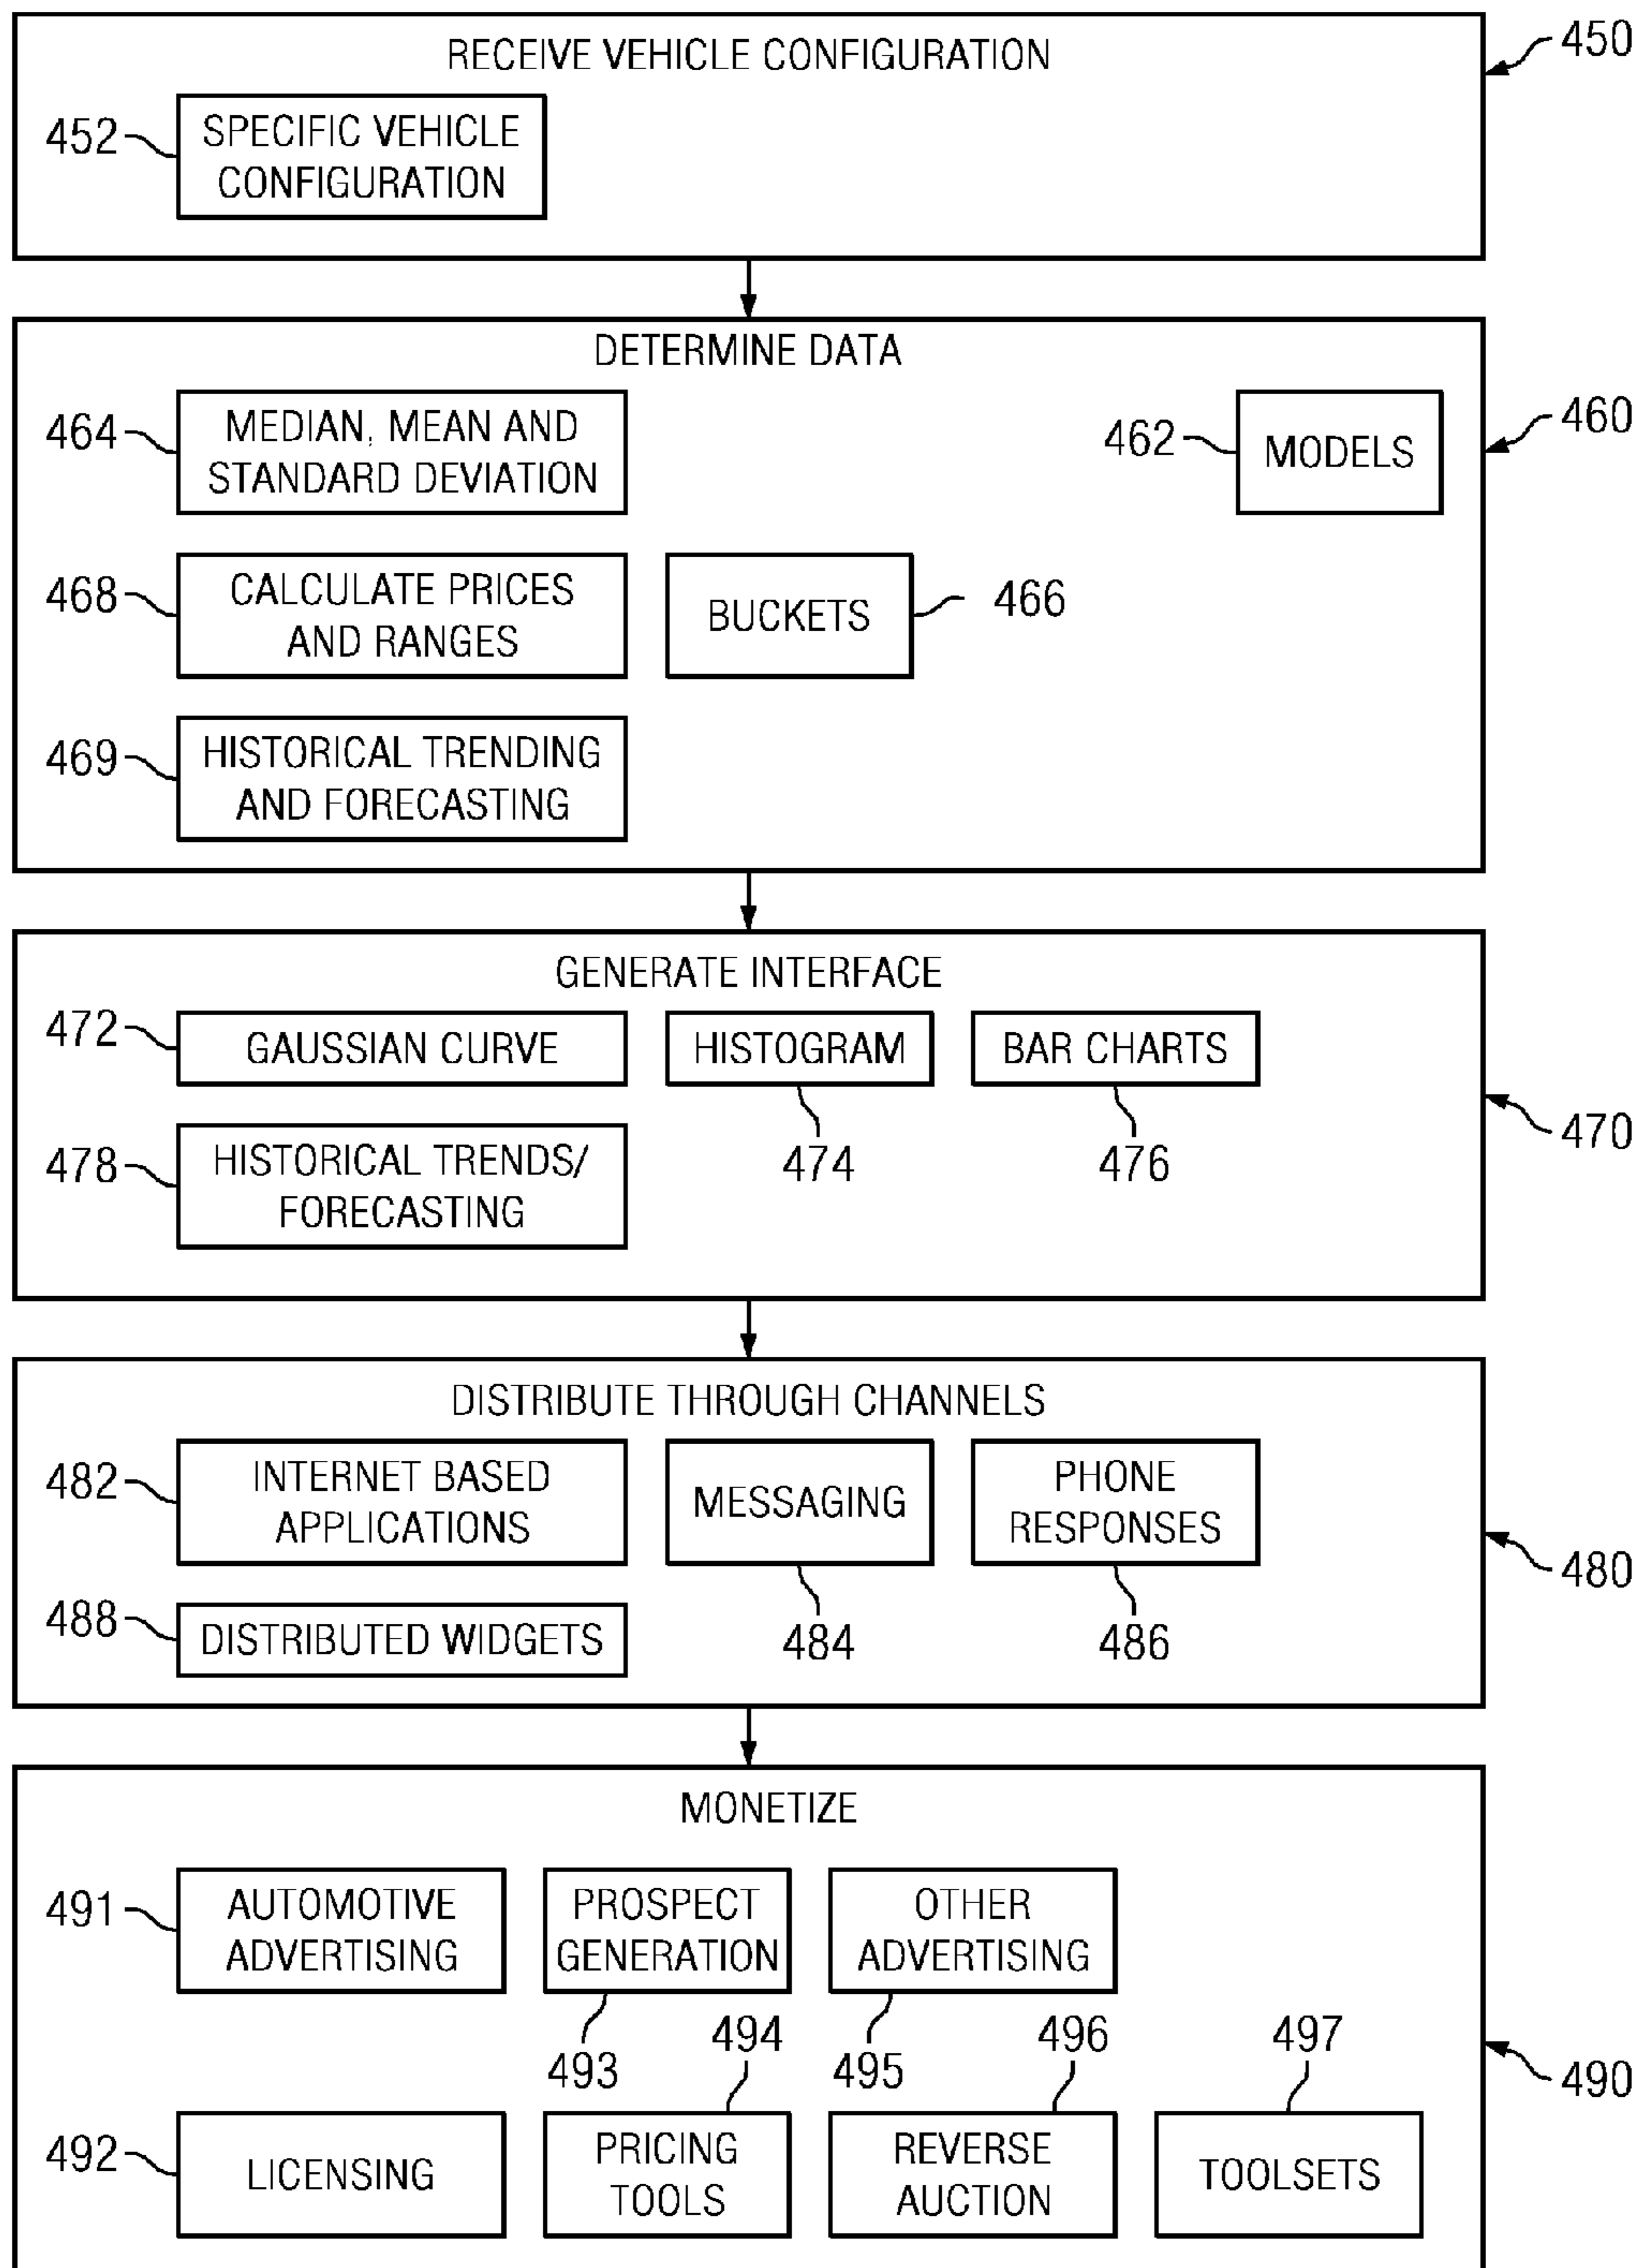 RECEIVE VEHICLE CONFIGURATION
450
452
SPECIFIC VEHICLE
CONFIGURATION
DETERMINE DATA
460
464
MEDIAN, MEAN AND
STANDARD DEVIATION
462
MODELS
468
CALCULATE PRICES
AND RANGES
BUCKETS
466
469
HISTORICAL TRENDING
AND FORECASTING
GENERATE INTERFACE
472
GAUSSIAN CURVE
HISTOGRAM
BAR CHARTS
470
474
476
478
HISTORICAL TRENDS/
FORECASTING
DISTRIBUTE THROUGH CHANNELS
482
INTERNET BASED
APPLICATIONS
MESSAGING
PHONE
RESPONSES
480
488
DISTRIBUTED WIDGETS
484
486
MONETIZE
491
AUTOMOTIVE
ADVERTISING
PROSPECT
GENERATION
OTHER
ADVERTISING
493
494
495
496
497
490
492
LICENSING
PRICING
TOOLS
REVERSE
AUCTION
TOOLSETS